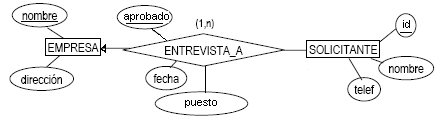 nombre
aprobado
(1,n)
id
EMPRESA
ENTREVISTA_A
SOLICITANTE
dirección
fecha
nombre
puesto
telef